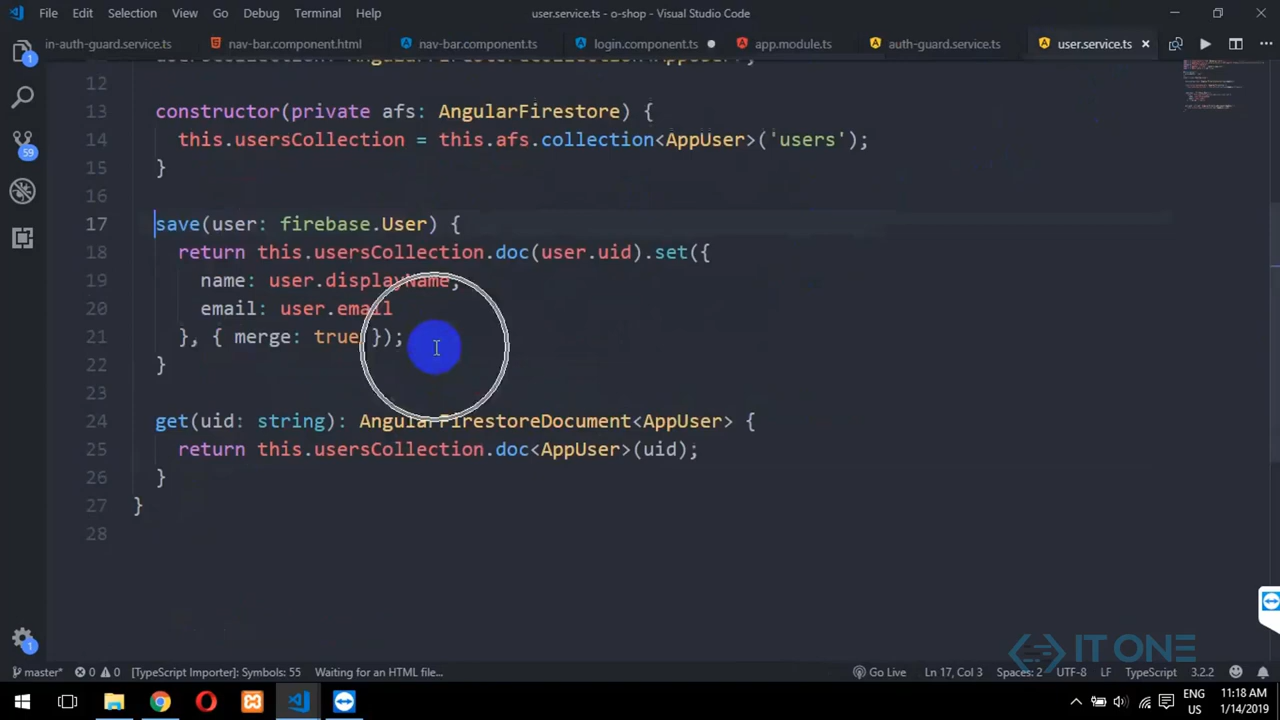 File Edit Selection View Go Debug Terminal Help user.service.ts - o-shop - Visual Studio Code
in-auth-guard.service.ts nav-bar.component.html nav-bar.component.ts login.component.ts app.module.ts auth-guard.service.ts user.service.ts
12
13 constructor(private afs: AngularFirestore) {
14 this.usersCollection = this.afs.collection<AppUser>('users');
15 }
16
17 save(user: firebase.User) {
18 return this.usersCollection.doc(user.uid).set({
19 name: user.displayName,
20 email: user.email
21 }, { merge: true });
22 }
23
24 get(uid: string): AngularFirestoreDocument<AppUser> {
25 return this.usersCollection.doc<AppUser>(uid);
26 }
27 }
28
1
59
1
IT ONE
master* 0 0 [TypeScript Importer]: Symbols: 55 Waiting for an HTML file... Go Live Ln 17, Col 3 Spaces: 2 UTF-8 LF TypeScript 3.2.2
ENG 11:18 AM
US 1/14/2019